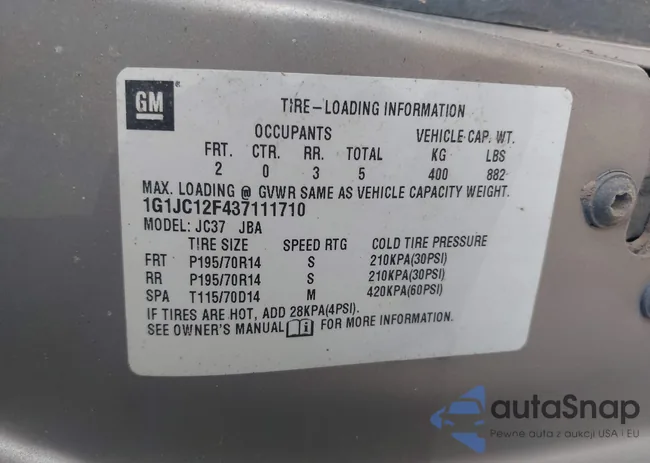 GM
TIRE-LOADING INFORMATION
OCCUPANTS VEHICLE CAP. WT.
FRT. CTR. RR. TOTAL KG LBS
2 0 3 5 400 882
MAX. LOADING @ GVWR SAME AS VEHICLE CAPACITY WEIGHT.
1G1JC12F437111710
MODEL: JC37 JBA
TIRE SIZE SPEED RTG COLD TIRE PRESSURE
FRT P195/70R14 S 210KPA(30PSI)
RR P195/70R14 S 210KPA(30PSI)
SPA T115/70D14 M 420KPA(60PSI)
IF TIRES ARE HOT, ADD 28KPA(4PSI).
SEE OWNER'S MANUAL FOR MORE INFORMATION.
autaSnap
Pewne auta z aukcji USA i EU